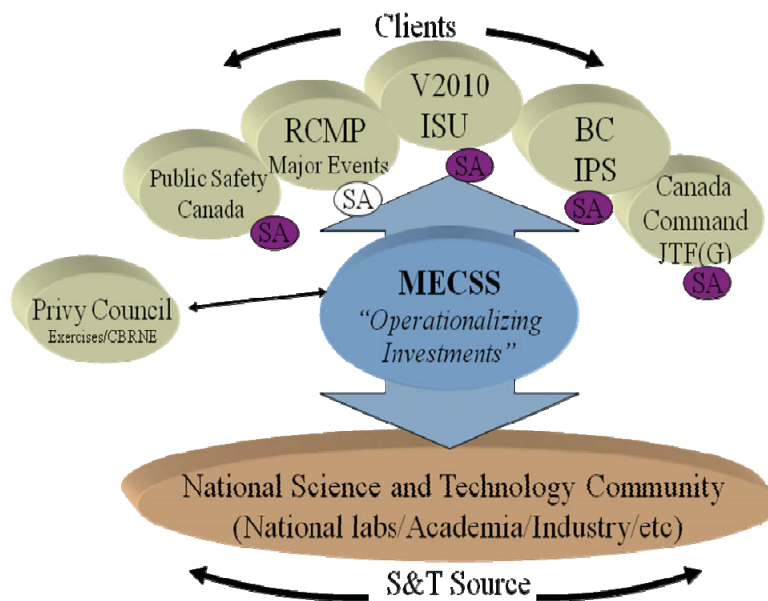 Clients
V2010
ISU
SA
RCMP
Major Events
SA
BC
IPS
SA
Public Safety
Canada
SA
Canada
Command
JTF(G)
SA
Privy Council
Exercises/CBRNE
MECSS
“Operationalizing
Investments”
National Science and Technology Community
(National labs/Academia/Industry/etc)
S&T Source